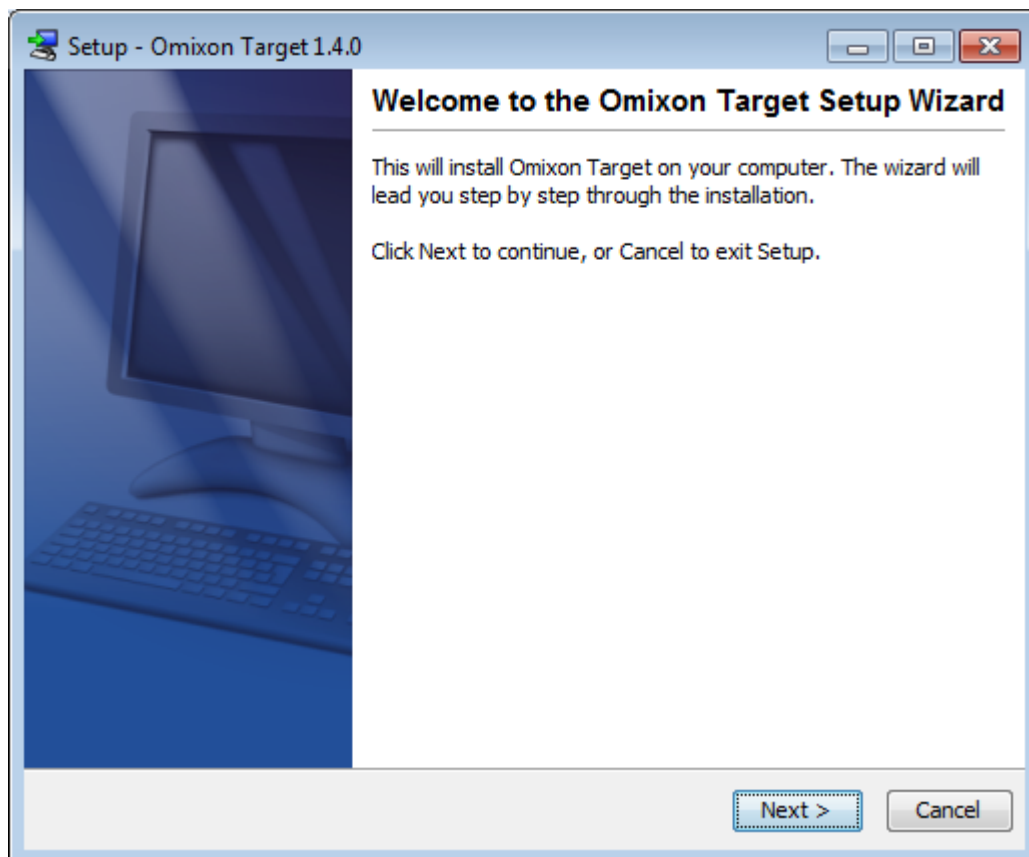 Setup - Omixon Target 1.4.0
Welcome to the Omixon Target Setup Wizard
This will install Omixon Target on your computer. The wizard will
lead you step by step through the installation.
Click Next to continue, or Cancel to exit Setup.
Next >
Cancel